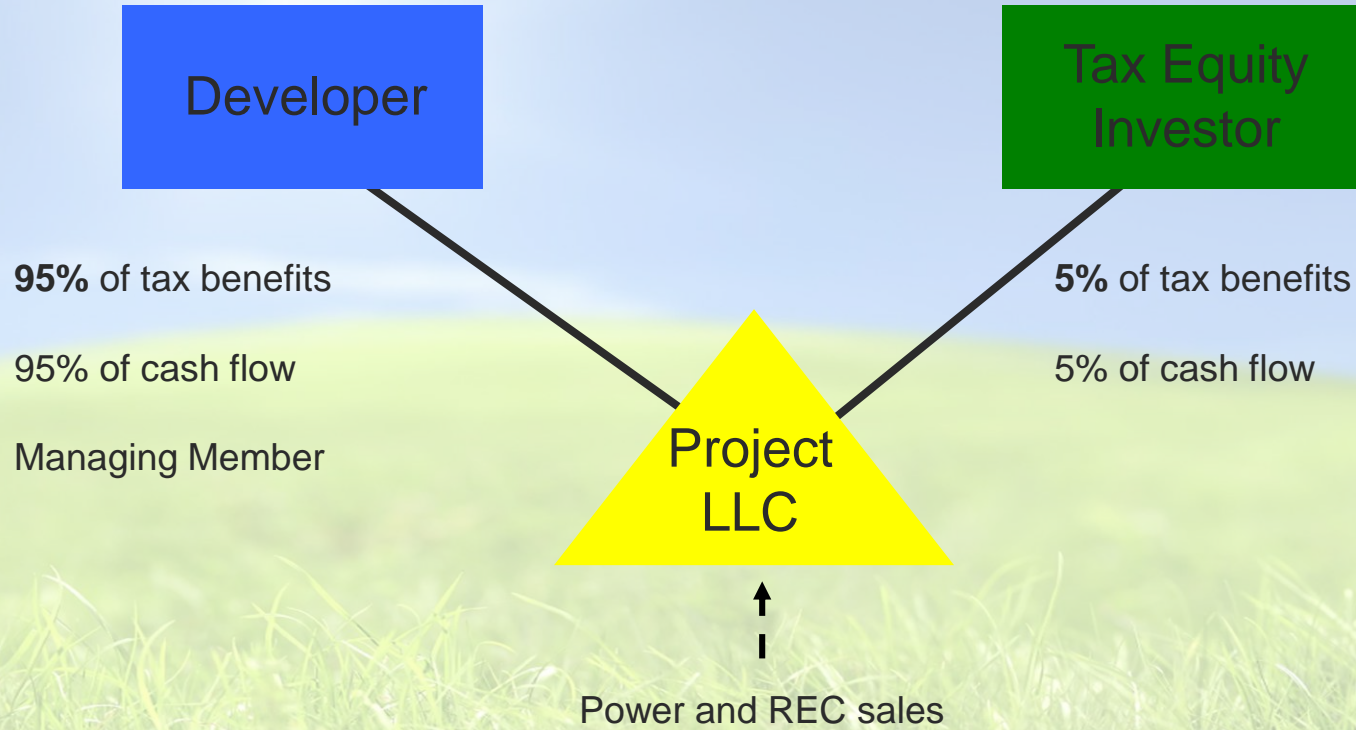 Developer
Tax Equity
Investor
95% of tax benefits
5% of tax benefits
95% of cash flow
5% of cash flow
Managing Member
Project
LLC
Power and REC sales